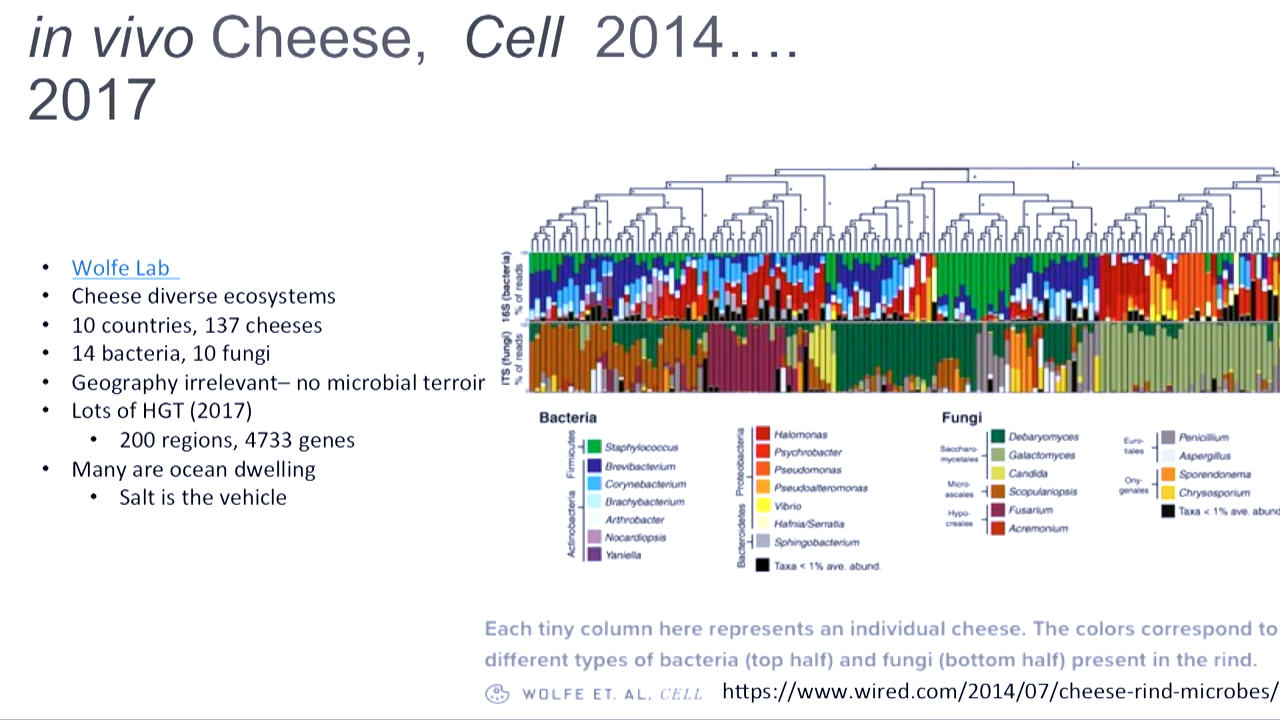 in vivo Cheese, Cell 2014....
2017
• Wolfe Lab
• Cheese diverse ecosystems
• 10 countries, 137 cheeses
• 14 bacteria, 10 fungi
• Geography irrelevant– no microbial terroir
• Lots of HGT (2017)
• 200 regions, 4733 genes
• Many are ocean dwelling
• Salt is the vehicle
16S (bacteria)
% of reads
ITS (fungi)
% of reads
Bacteria
Firmicutes
Staphylococcus
Actinobacteria
Brevibacterium
Corynebacterium
Brachybacterium
Arthrobacter
Nocardiopsis
Yaniella
Proteobacteria
Halomonas
Psychrobacter
Pseudomonas
Pseudoalteromonas
Vibrio
Hafnia/Serratia
Bacteroidetes
Sphingobacterium
Taxa < 1% ave. abund.
Fungi
Saccharo-
mycetales
Debaryomyces
Galactomyces
Candida
Micro-
ascales
Scopulariopsis
Hypo-
creales
Fusarium
Acremonium
Euro-
tiales
Penicillium
Aspergillus
Ony-
genales
Sporendonema
Chrysosporium
Taxa < 1% ave. abund
Each tiny column here represents an individual cheese. The colors correspond to
different types of bacteria (top half) and fungi (bottom half) present in the rind.
WOLFE ET. AL. CELL
https://www.wired.com/2014/07/cheese-rind-microbes/